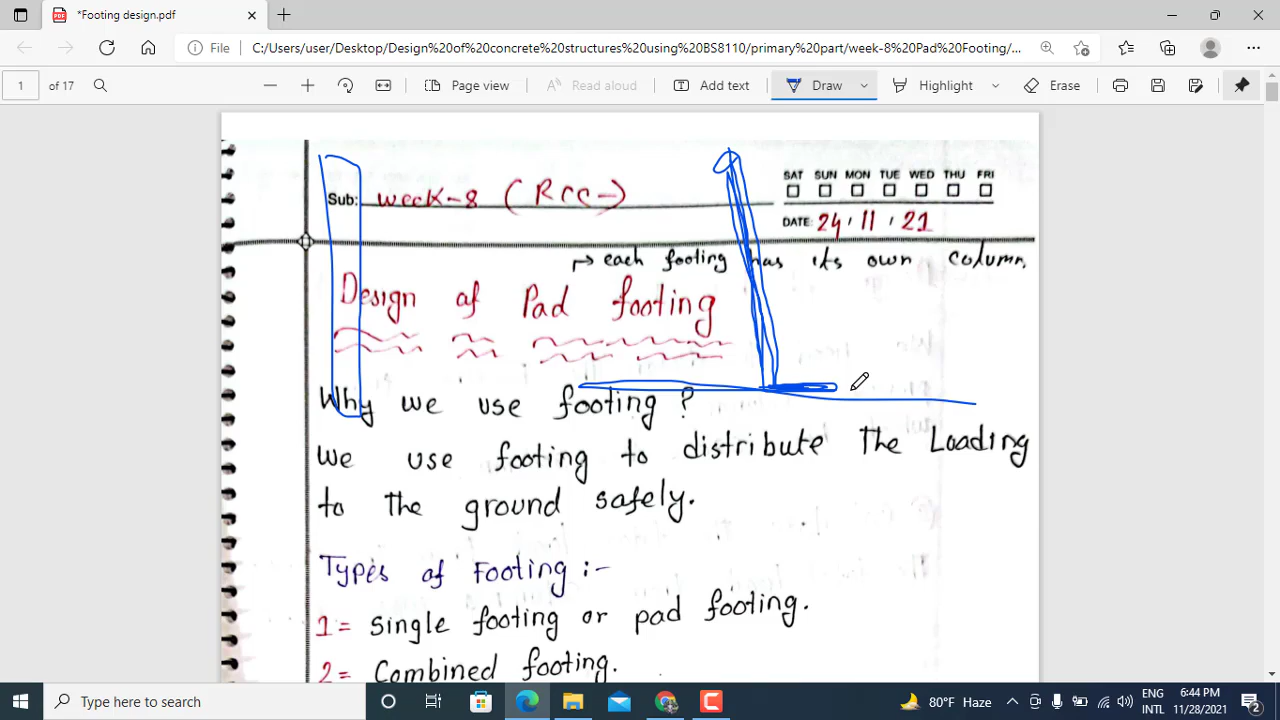 *Footing design.pdf
File C:/Users/user/Desktop/Design%20of%20concrete%20structures%20using%20BS8110/primary%20part/week-8%20Pad%20Footing/...
1 of 17 Page view Read aloud Add text Draw Highlight Erase
SAT SUN MON TUE WED THU FRI
Sub: week-8 (RCC-)
DATE: 24/11/21
→ each footing has its own column.
Design of Pad footing
Why we use footing?
We use footing to distribute The Loading
to the ground safely.
Types of Footing :-
1= Single footing or pad footing.
2= Combined footing.
Type here to search
80°F Haze
ENG
INTL
8:44 PM
11/28/2021
2